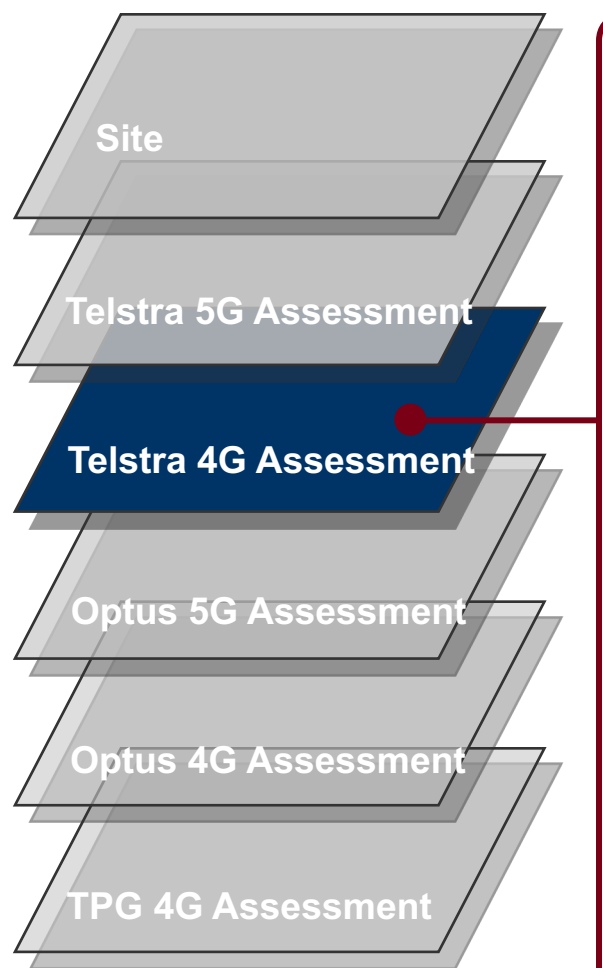 Site
Telstra 5G Assessment
Telstra 4G Assessment
Optus 5G Assessment
Optus 4G Assessment
TPG 4G Assessment